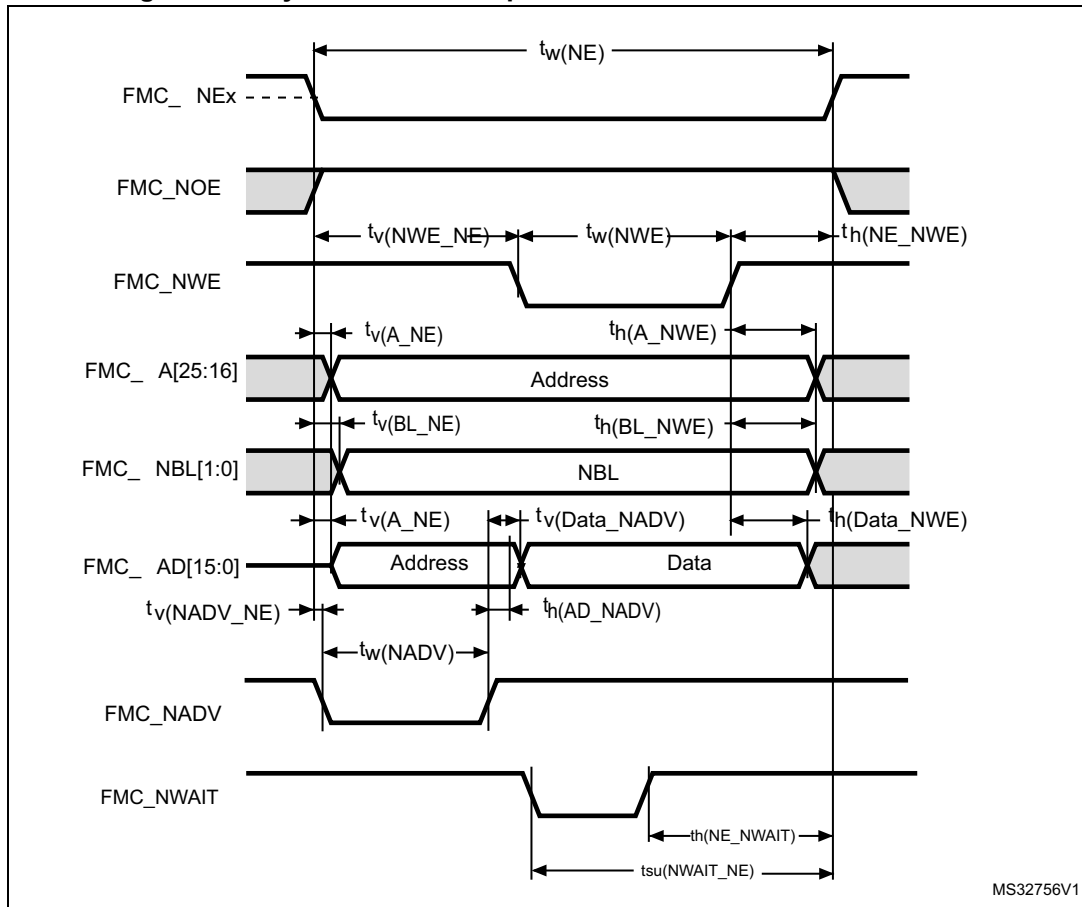 tw(NE)
FMC_ NEx
FMC_NOE
tv(NWE_NE) tw(NWE) th(NE_NWE)
FMC_NWE
tv(A_NE) th(A_NWE)
FMC_ A[25:16] Address
tv(BL_NE) th(BL_NWE)
FMC_ NBL[1:0] NBL
tv(A_NE) tv(Data_NADV) th(Data_NWE)
FMC_ AD[15:0] Address Data
tv(NADV_NE) th(AD_NADV)
tw(NADV)
FMC_NADV
FMC_NWAIT
th(NE_NWAIT)
tsu(NWAIT_NE)
MS32756V1